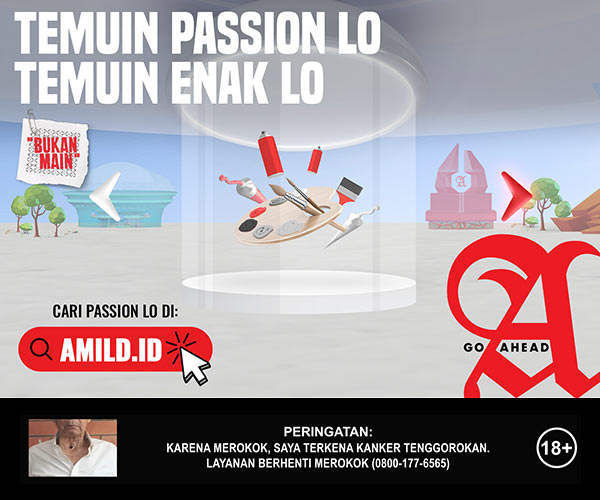 TEMUIN PASSION LO
TEMUIN ENAK LO
"BUKAN
MAIN"
A
CARI PASSION LO DI:
AMILD.ID
A
GO AHEAD
PERINGATAN:
KARENA MEROKOK, SAYA TERKENA KANKER TENGGOROKAN.
LAYANAN BERHENTI MEROKOK (0800-177-6565)
18+